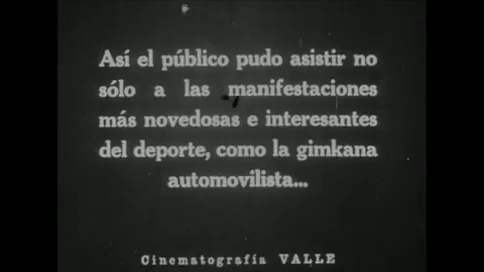 Así el público pudo asistir no
sólo a las manifestaciones
más novedosas e interesantes
del deporte, como la gimkana
automovilista...
Cinematografía VALLE